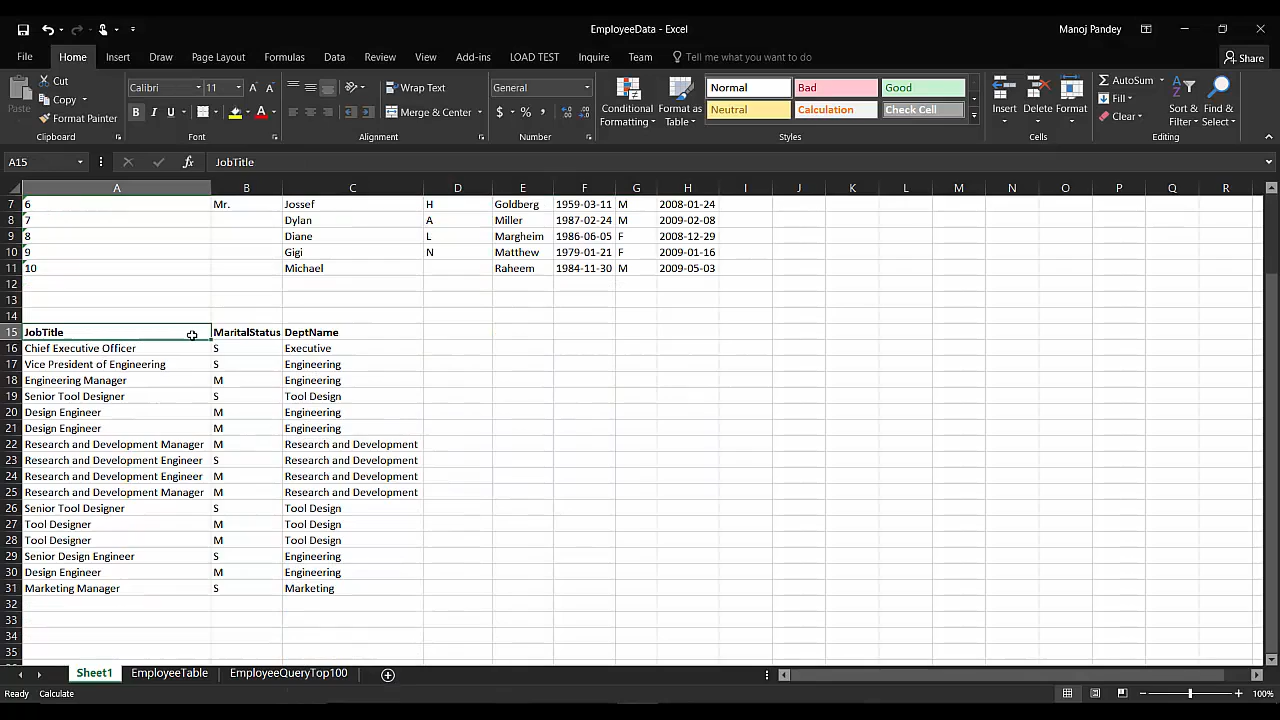 EmployeeData - Excel
Manoj Pandey
File Home Insert Draw Page Layout Formulas Data Review View Add-ins LOAD TEST Inquire Team Tell me what you want to do Share
Paste Cut Copy Format Painter Clipboard
Calibri 11 A A B I U A Font
Wrap Text Merge & Center Alignment
General $ % , Number
Conditional Formatting Format as Table Normal Bad Good Neutral Calculation Check Cell Styles
Insert Delete Format Cells
AutoSum Fill Clear Sort & Filter Find & Select Editing
A15 fx JobTitle
A B C D E F G H I J K L M N O P Q R
7 6 Mr. Jossef H Goldberg 1959-03-11 M 2008-01-24
8 7 Dylan A Miller 1987-02-24 M 2009-02-08
9 8 Diane L Margheim 1986-06-05 F 2008-12-29
10 9 Gigi N Matthew 1979-01-21 F 2009-01-16
11 10 Michael Raheem 1984-11-30 M 2009-05-03
12
13
14
15 JobTitle MaritalStatus DeptName
16 Chief Executive Officer S Executive
17 Vice President of Engineering S Engineering
18 Engineering Manager M Engineering
19 Senior Tool Designer S Tool Design
20 Design Engineer M Engineering
21 Design Engineer M Engineering
22 Research and Development Manager M Research and Development
23 Research and Development Engineer S Research and Development
24 Research and Development Engineer M Research and Development
25 Research and Development Manager M Research and Development
26 Senior Tool Designer S Tool Design
27 Tool Designer M Tool Design
28 Tool Designer M Tool Design
29 Senior Design Engineer S Engineering
30 Design Engineer M Engineering
31 Marketing Manager S Marketing
32
33
34
35
Sheet1 EmployeeTable EmployeeQueryTop100
Ready Calculate 100%